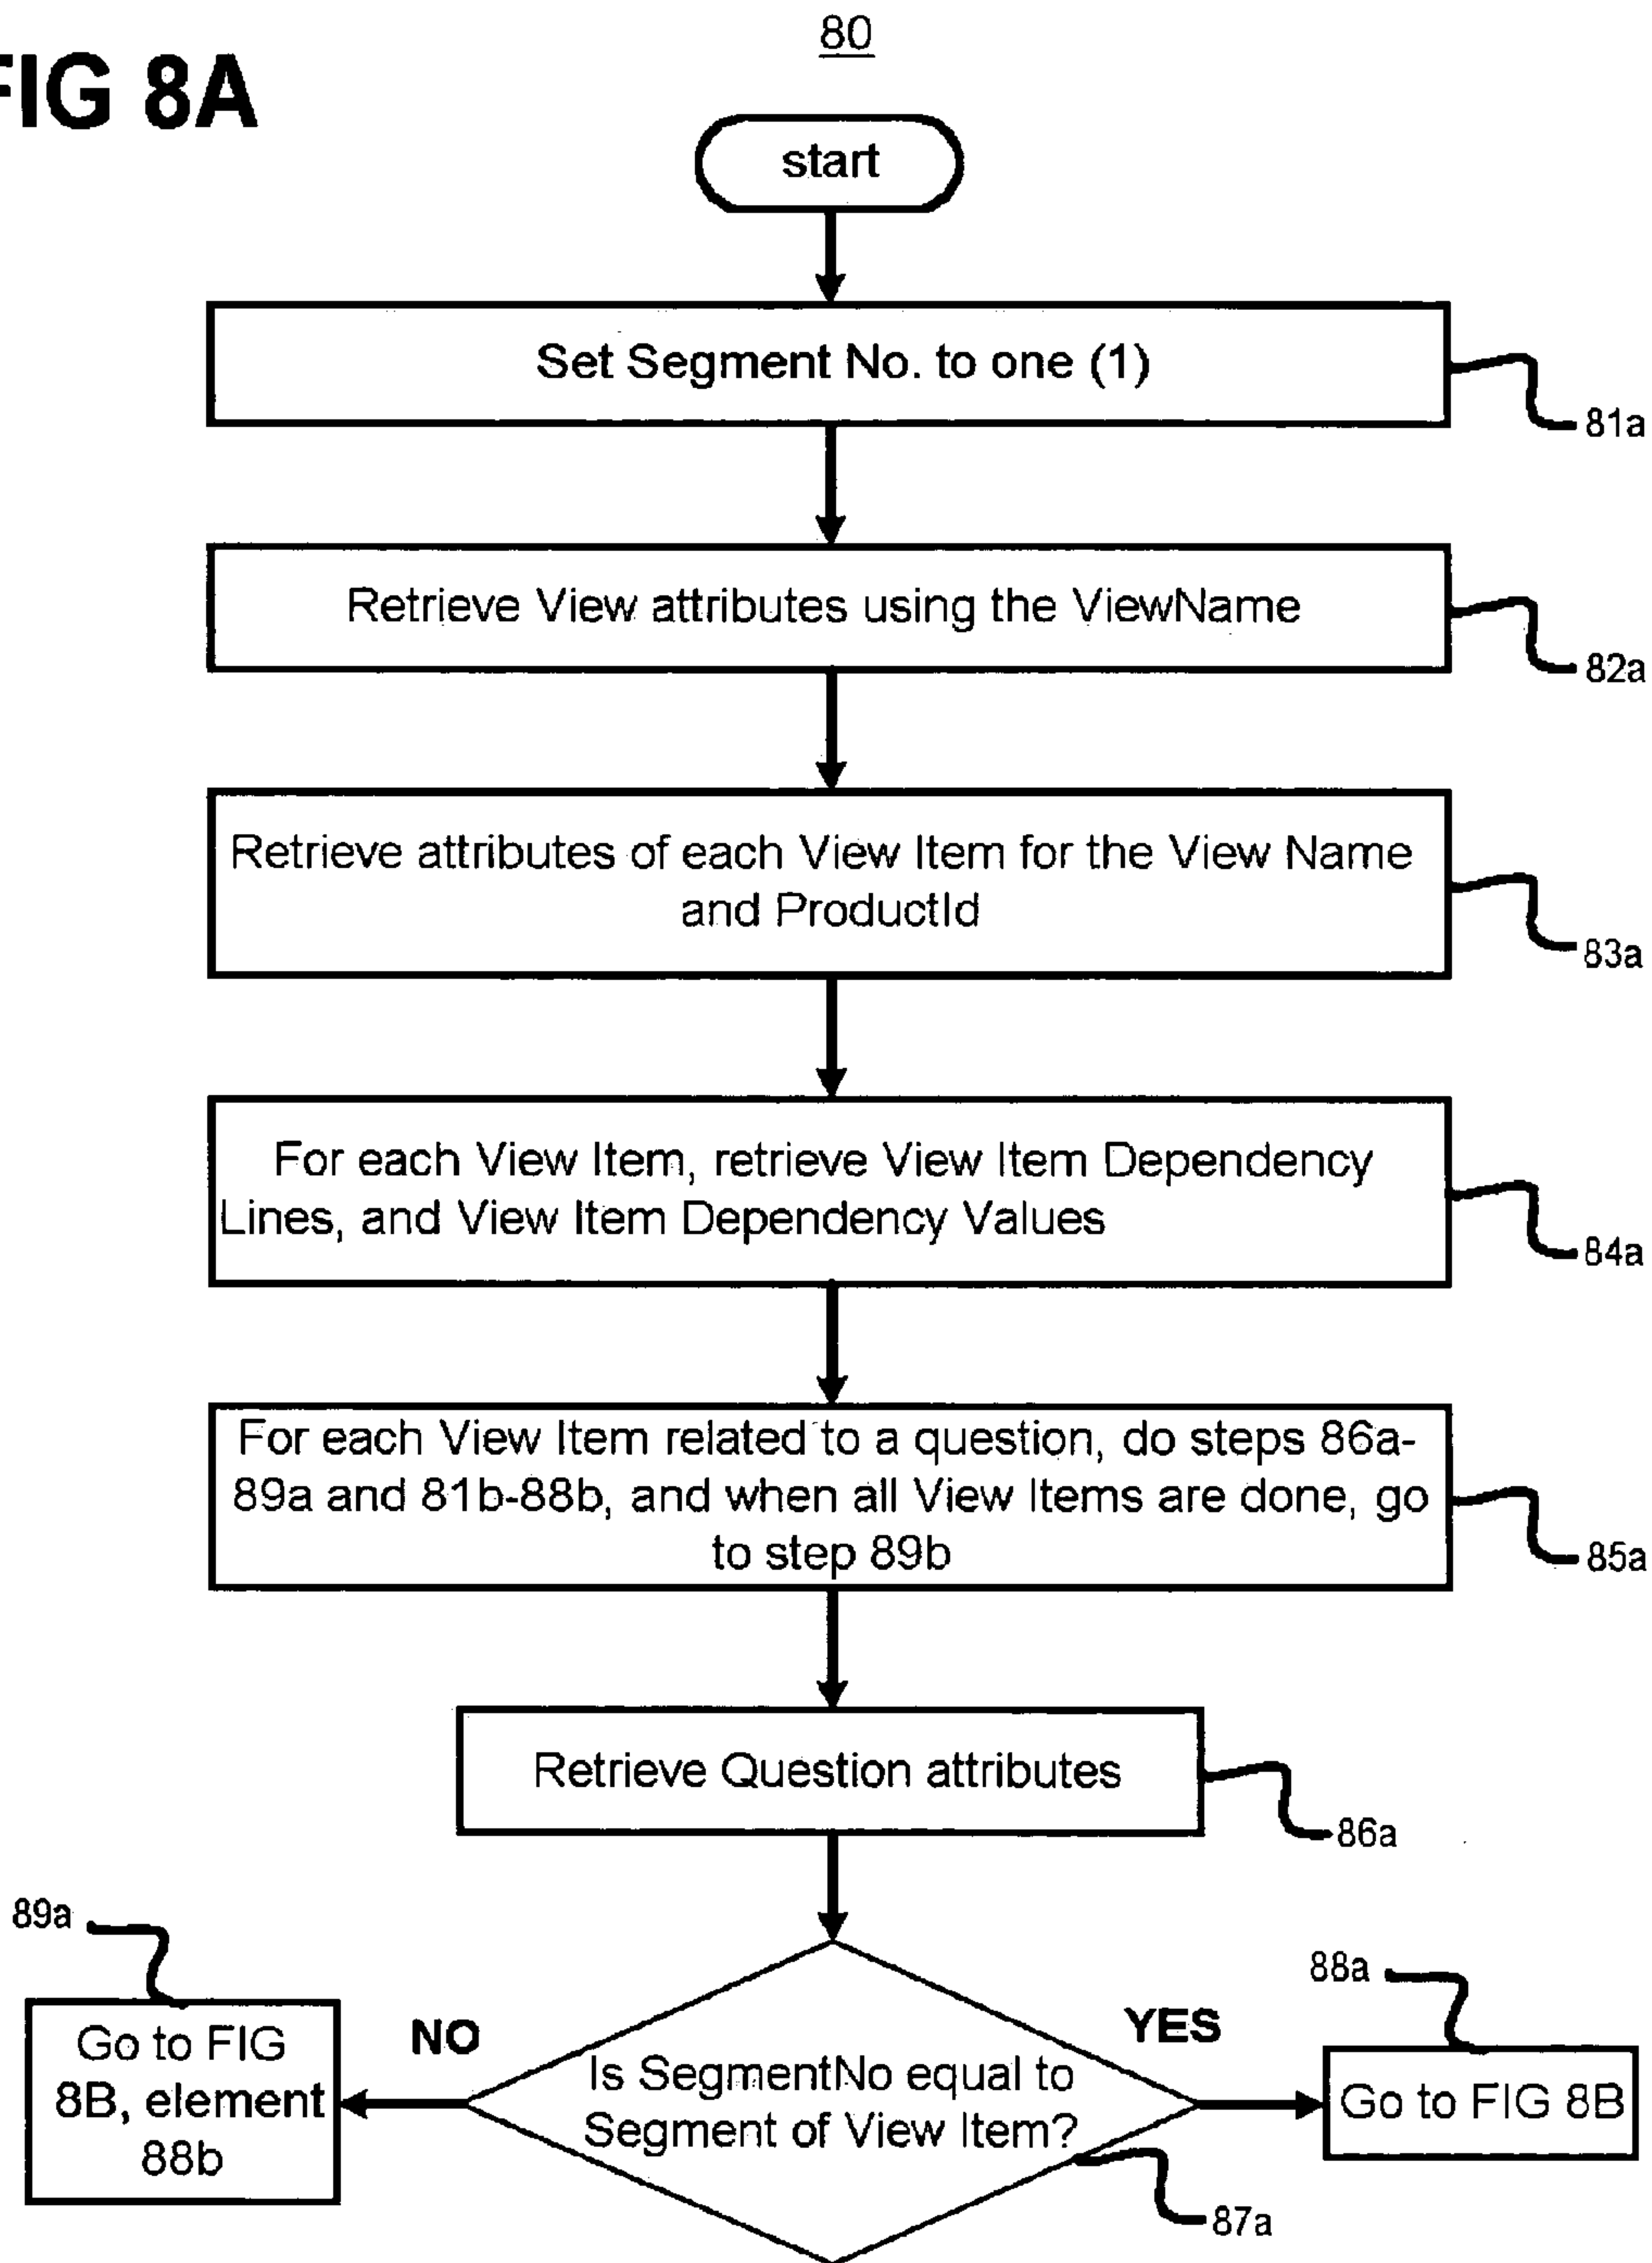 80
FIG 8A
start
Set Segment No. to one (1)
81a
Retrieve View attributes using the ViewName
82a
Retrieve attributes of each View Item for the View Name
and ProductId
83a
For each View Item, retrieve View Item Dependency
Lines, and View Item Dependency Values
84a
For each View Item related to a question, do steps 86a-
89a and 81b-88b, and when all View Items are done, go
to step 89b
85a
Retrieve Question attributes
86a
89a
Go to FIG
8B, element
88b
NO
Is SegmentNo equal to
Segment of View Item?
87a
YES
88a
Go to FIG 8B